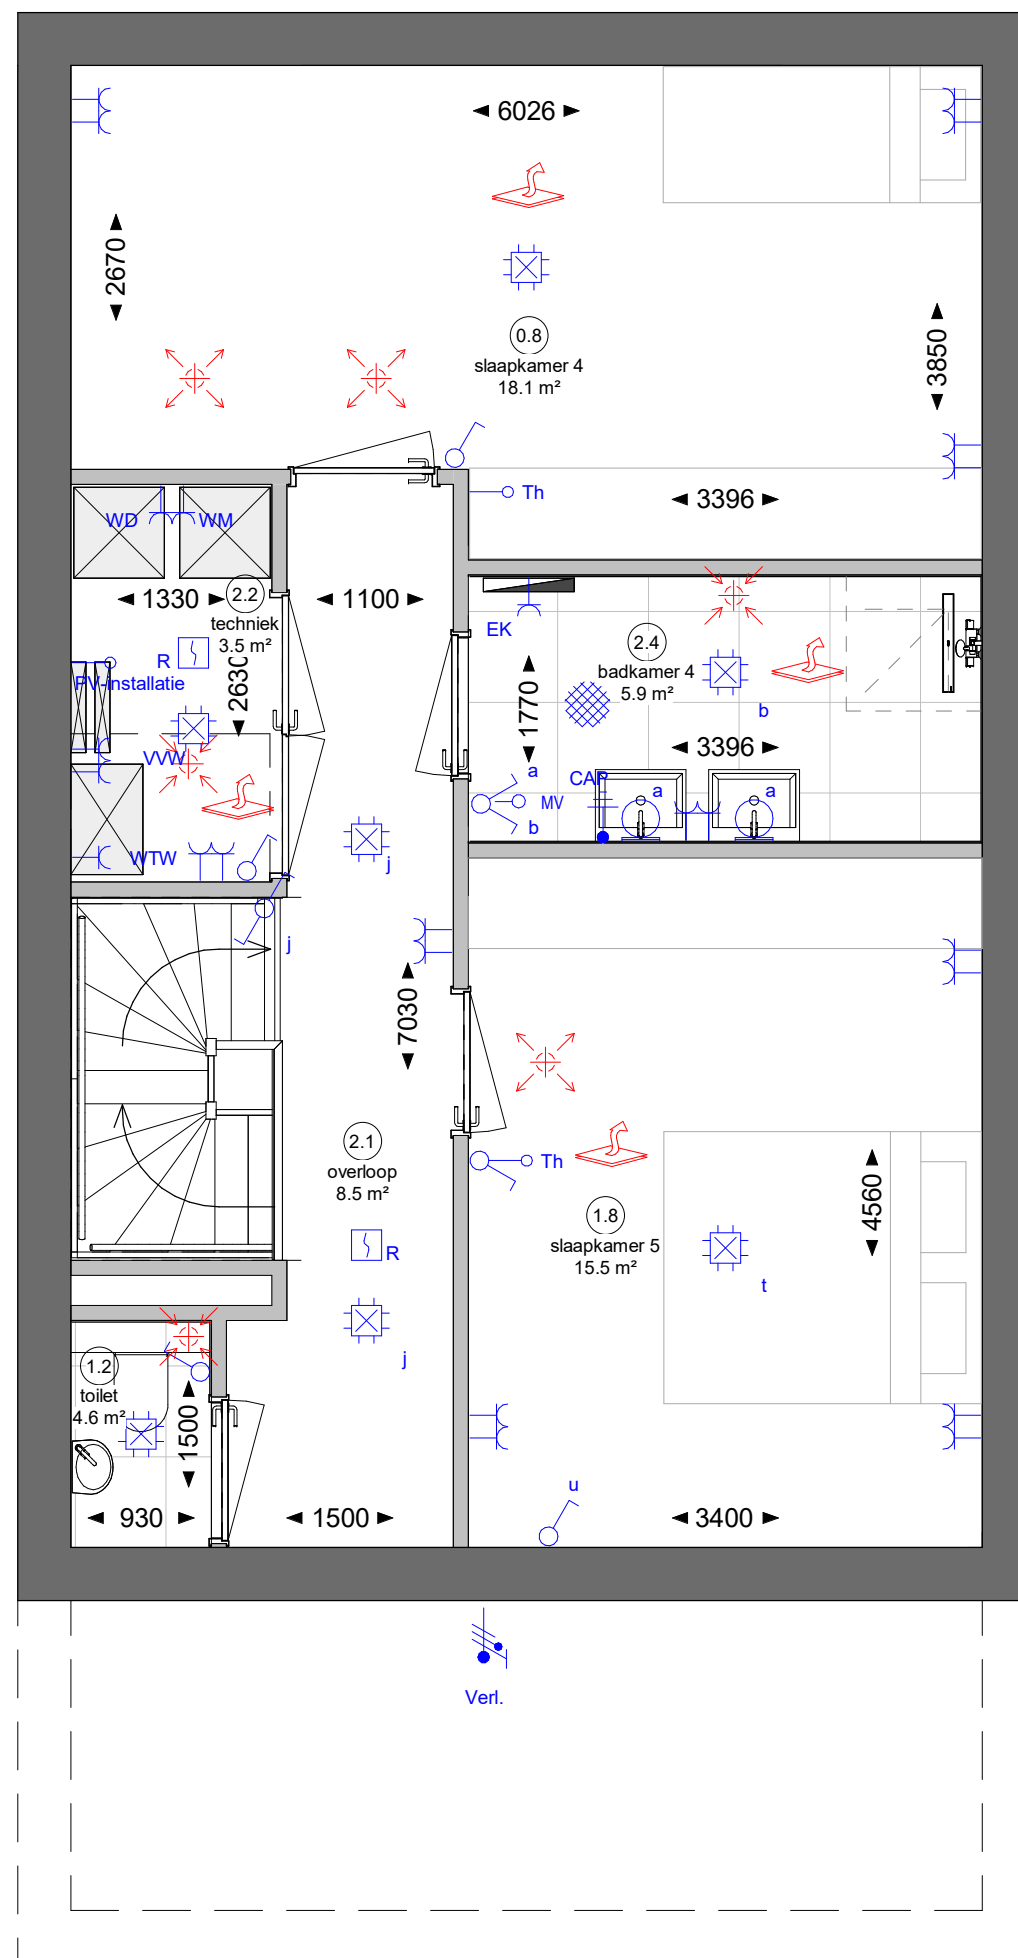 6026
2670
0.8
slaapkamer 4
18.1 m²
3850
Th
3396
WD
WM
1330
2.2
techniek
3.5 m²
1100
EK
2.4
badkamer 4
5.9 m²
R
2630
PV-installatie
1770
b
3396
VVW
a
CAP
a
a
MV
b
WTW
j
j
7030
2.1
overloop
8.5 m²
Th
4560
1.8
slaapkamer 5
15.5 m²
R
t
j
1.2
toilet
4.6 m²
1500
u
930
1500
3400
Verl.